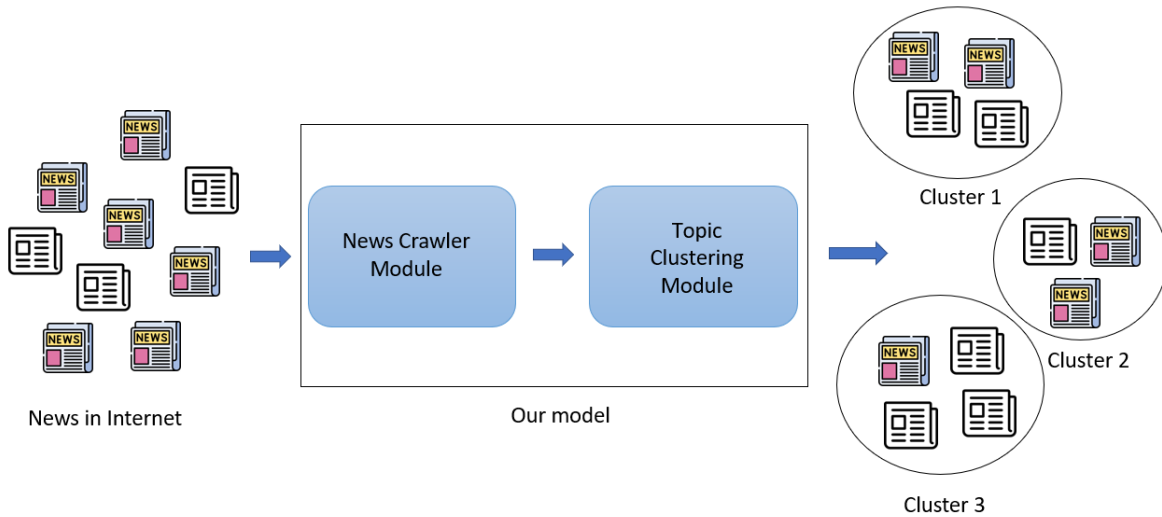 NEWS
NEWS
NEWS
NEWS
NEWS
NEWS
News in Internet
News Crawler
Module
Topic
Clustering
Module
Our model
NEWS
NEWS
Cluster 1
NEWS
NEWS
Cluster 2
NEWS
Cluster 3